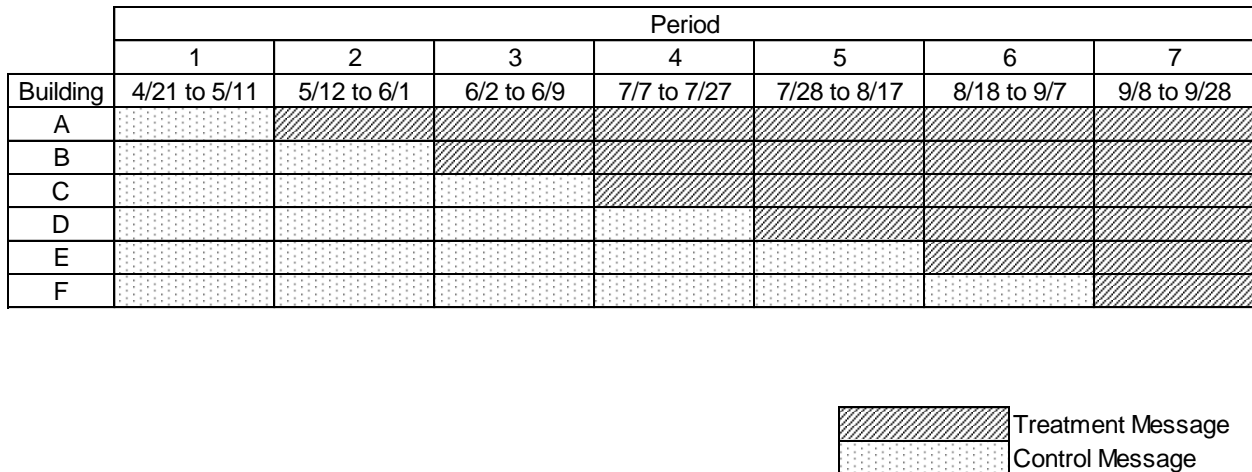 Period
1 2 3 4 5 6 7
Building 4/21 to 5/11 5/12 to 6/1 6/2 to 6/9 7/7 to 7/27 7/28 to 8/17 8/18 to 9/7 9/8 to 9/28
A
B
C
D
E
F
Treatment Message
Control Message